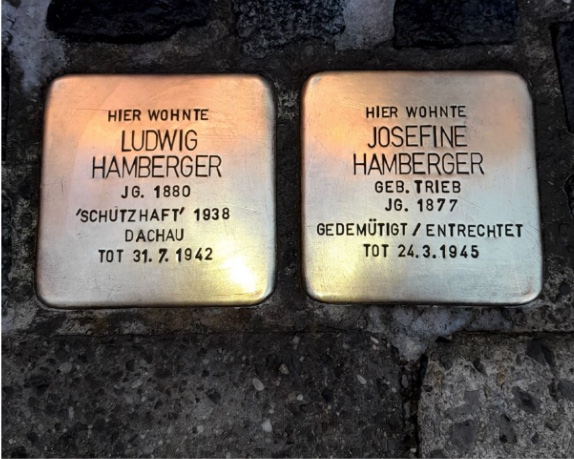 HIER WOHNTE
LUDWIG
HAMBERGER
JG. 1880
'SCHUTZHAFT' 1938
DACHAU
TOT 31.7.1942
HIER WOHNTE
JOSEFINE
HAMBERGER
GEB. TRIEB
JG. 1877
GEDEMÜTIGT / ENTRECHTET
TOT 24.3.1945